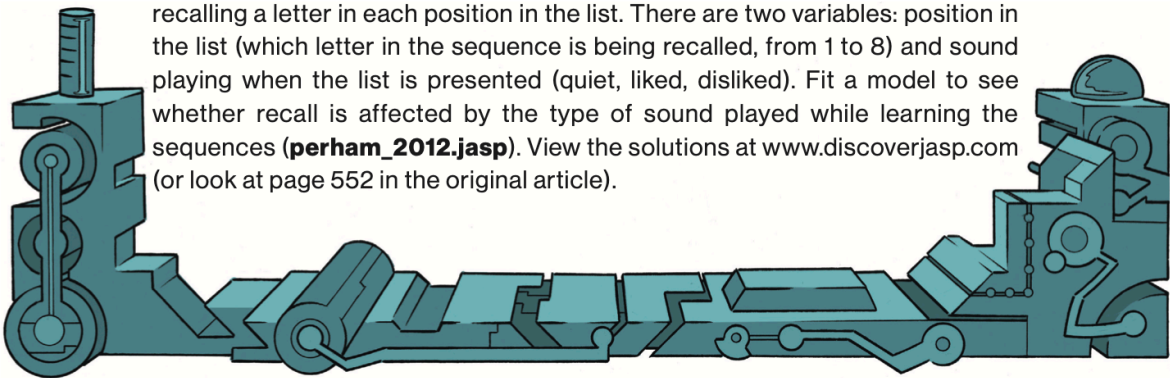 recalling a letter in each position in the list. There are two variables: position in
the list (which letter in the sequence is being recalled, from 1 to 8) and sound
playing when the list is presented (quiet, liked, disliked). Fit a model to see
whether recall is affected by the type of sound played while learning the
sequences (perham_2012.jasp). View the solutions at www.discoverjasp.com
(or look at page 552 in the original article).